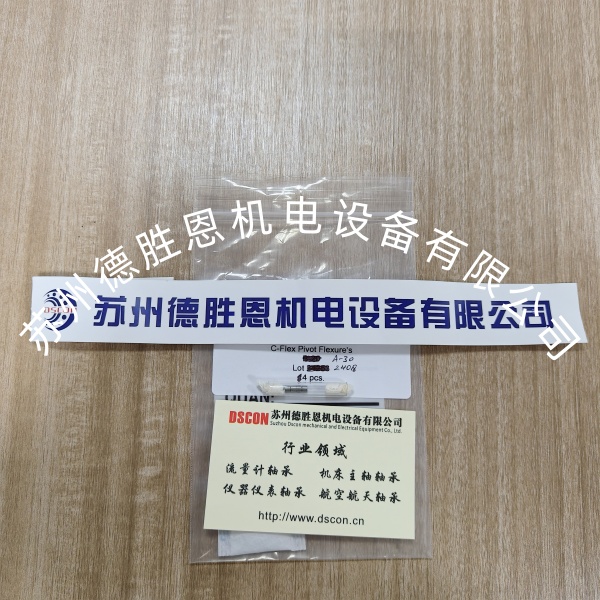 苏州德胜恩机电设备有限公司
DSCON
苏州德胜恩机电设备有限公司
C-Flex Pivot Flexure's
A-30
Lot 240B
4 pcs.
DSCON 苏州德胜恩机电设备有限公司
Suzhou Dscon mechanical and Electrical Equipment Co., Ltd.
行业领域
流量计轴承 机床主轴轴承
仪器仪表轴承 航空航天轴承
http://www.dscon.cn